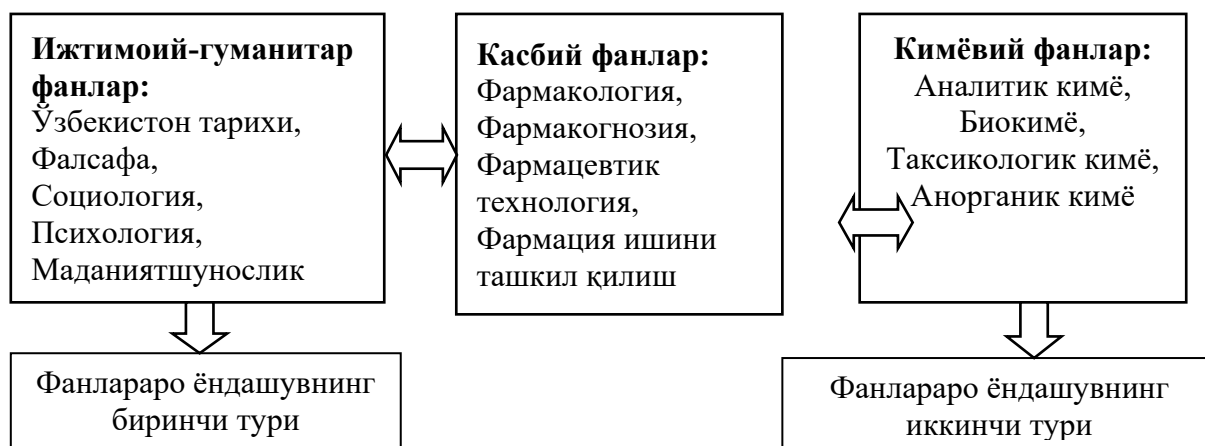 Ижтимоий-гуманитар
фанлар:
Ўзбекистон тарихи,
Фалсафа,
Социология,
Психология,
Маданиятшунослик
Касбий фанлар:
Фармакология,
Фармакогнозия,
Фармацевтик
технология,
Фармация ишини
ташкил қилиш
Кимёвий фанлар:
Аналитик кимё,
Биокимё,
Таксикологик кимё,
Анорганик кимё
Фанлараро ёндашувнинг
биринчи тури
Фанлараро ёндашувнинг
иккинчи тури